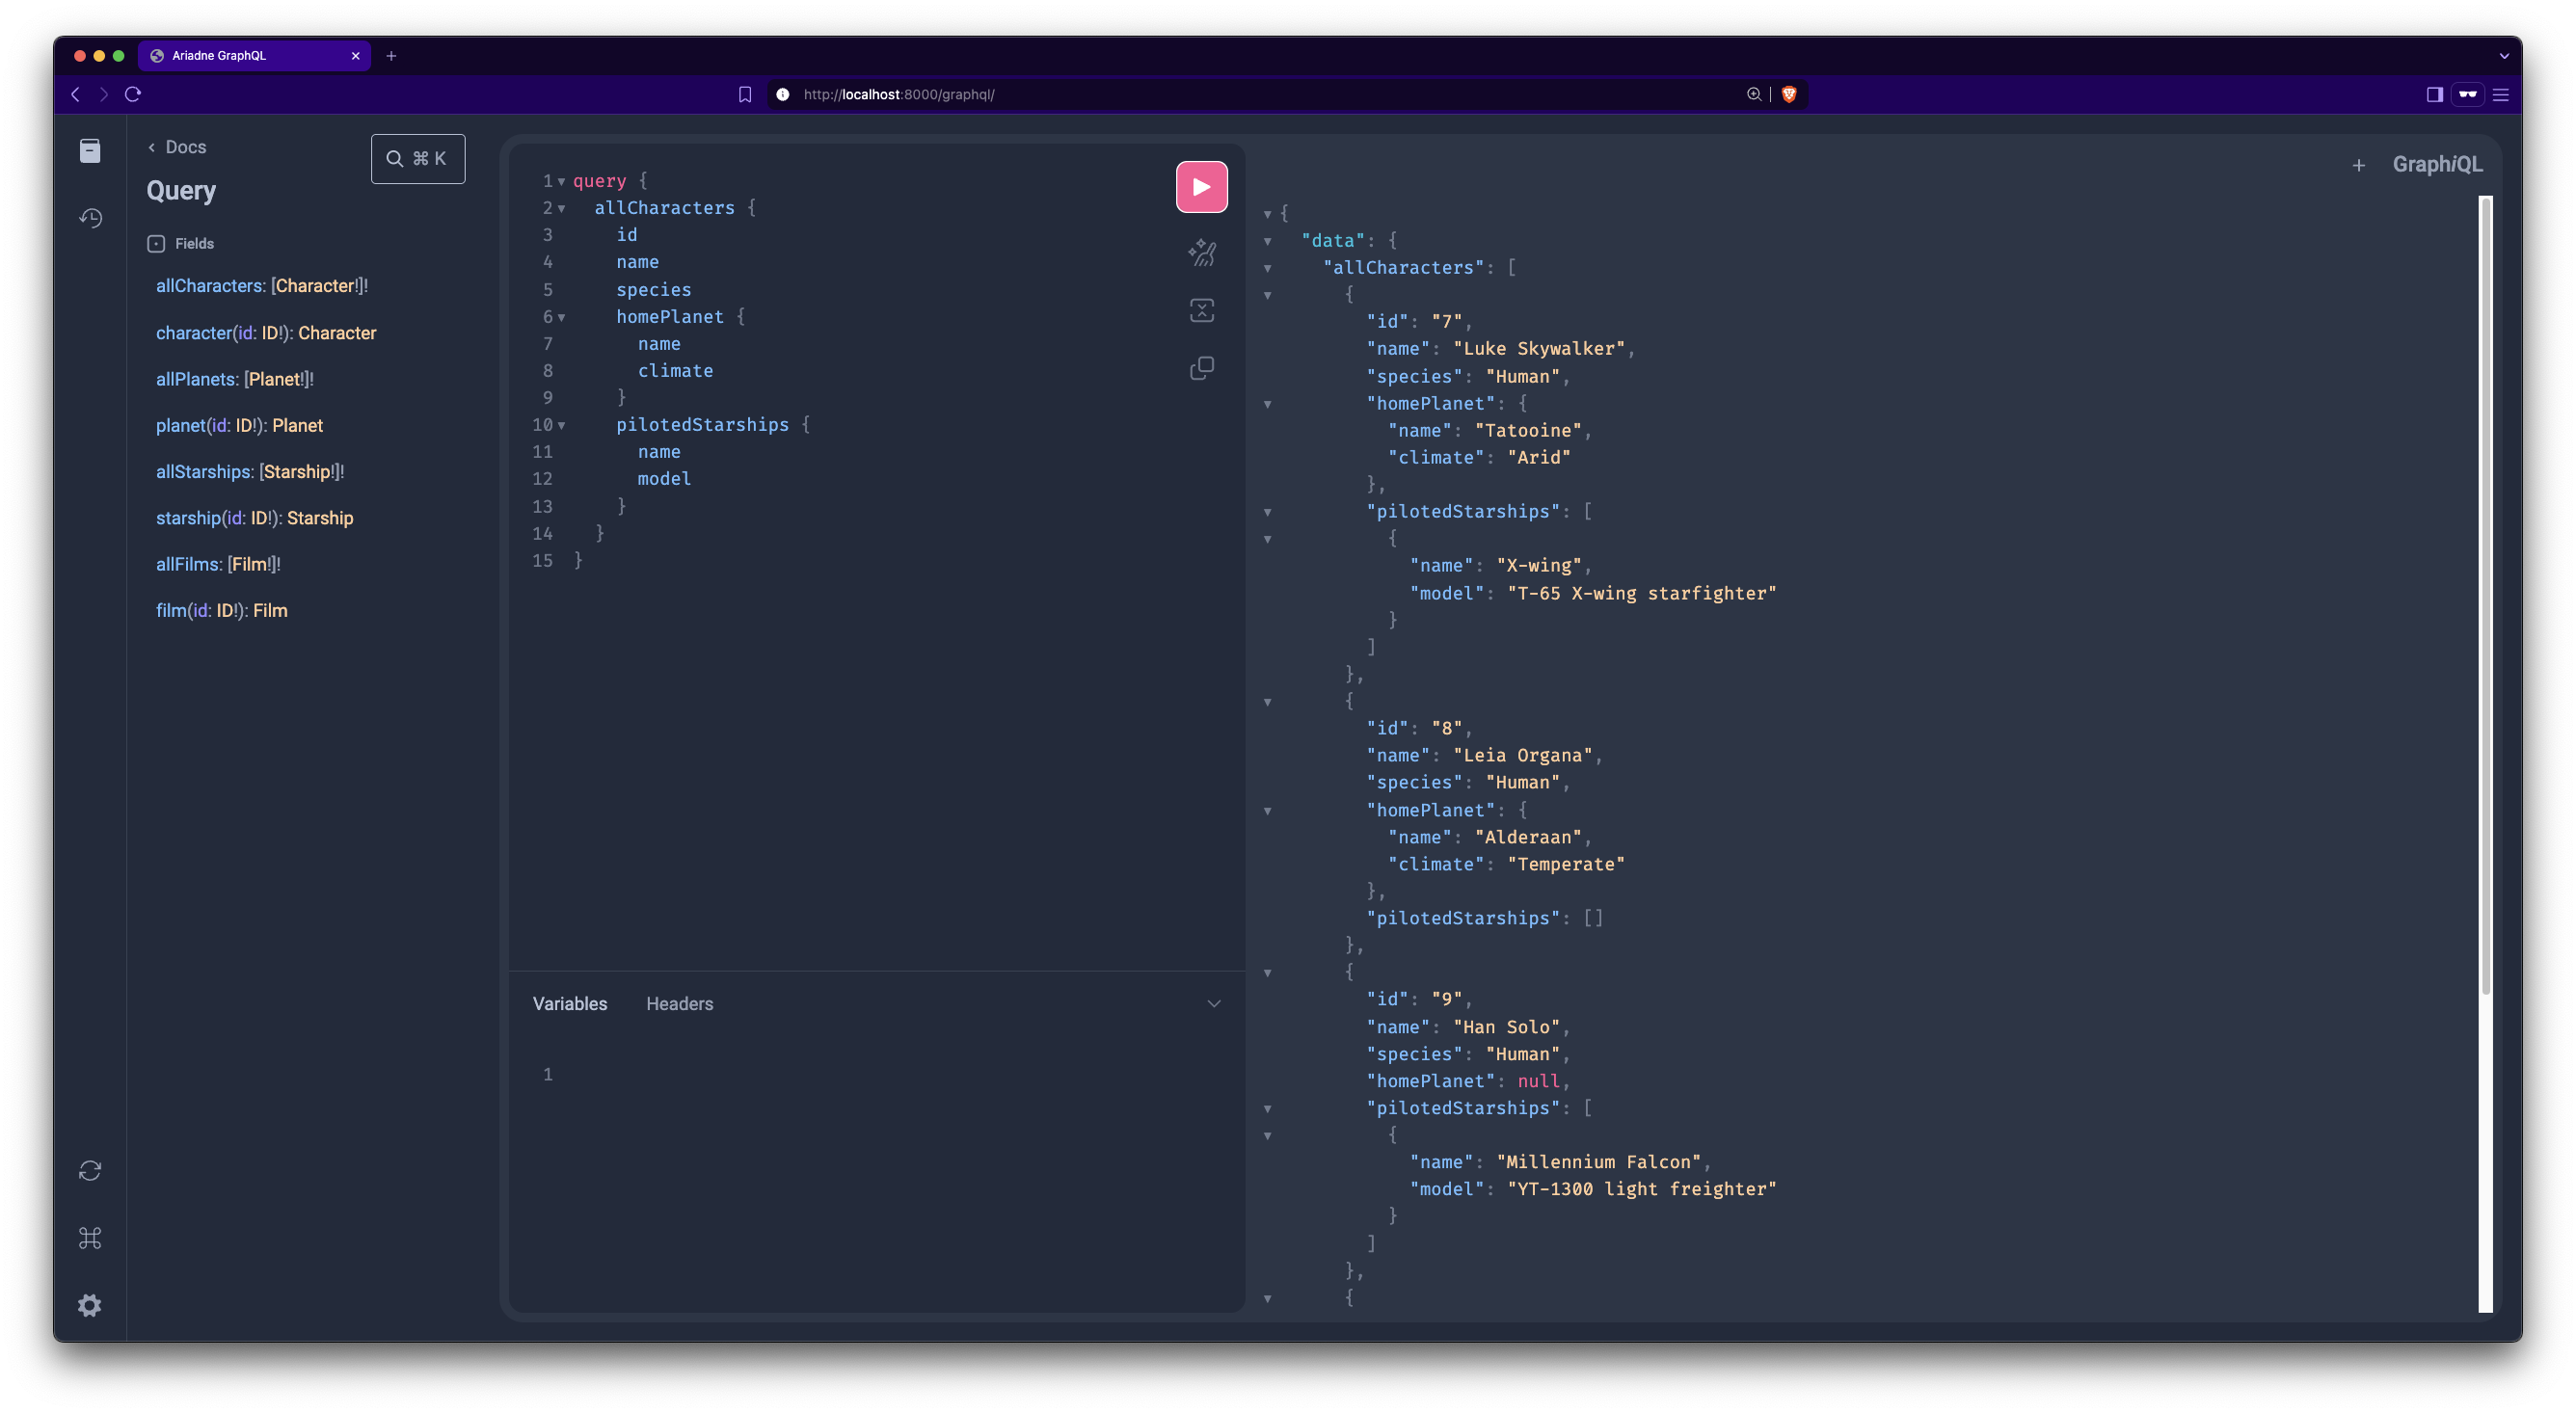 Ariadne GraphQL
http://localhost:8000/graphql/
Docs
⌘ K
Query
Fields
allCharacters: [Character!]!
character(id: ID!): Character
allPlanets: [Planet!]!
planet(id: ID!): Planet
allStarships: [Starship!]!
starship(id: ID!): Starship
allFilms: [Film!]!
film(id: ID!): Film
1 query {
2 allCharacters {
3 id
4 name
5 species
6 homePlanet {
7 name
8 climate
9 }
10 pilotedStarships {
11 name
12 model
13 }
14 }
15 }
Variables Headers
1
GraphiQL
{
"data": {
"allCharacters": [
{
"id": "7",
"name": "Luke Skywalker",
"species": "Human",
"homePlanet": {
"name": "Tatooine",
"climate": "Arid"
},
"pilotedStarships": [
{
"name": "X-wing",
"model": "T-65 X-wing starfighter"
}
]
},
{
"id": "8",
"name": "Leia Organa",
"species": "Human",
"homePlanet": {
"name": "Alderaan",
"climate": "Temperate"
},
"pilotedStarships": []
},
{
"id": "9",
"name": "Han Solo",
"species": "Human",
"homePlanet": null,
"pilotedStarships": [
{
"name": "Millennium Falcon",
"model": "YT-1300 light freighter"
}
]
},
{